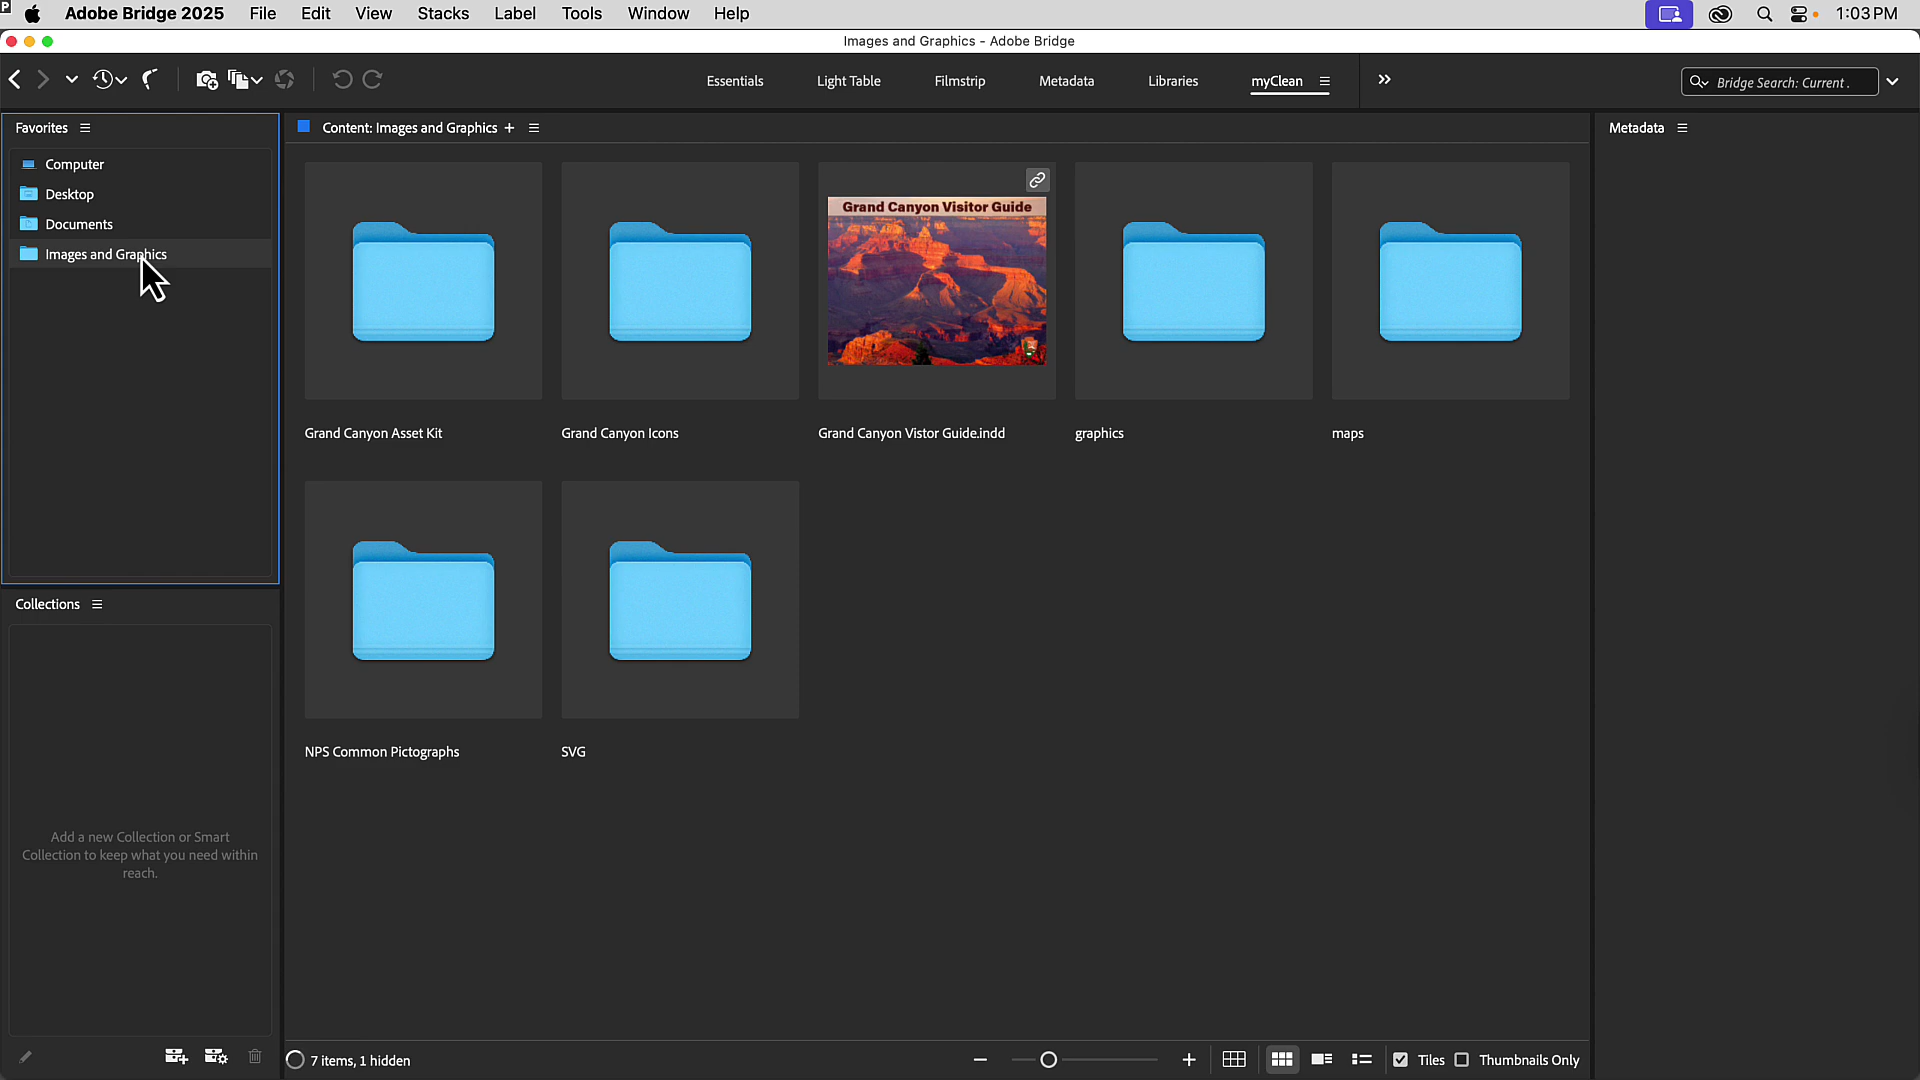 P
Adobe Bridge 2025 File Edit View Stacks Label Tools Window Help 1:03 PM
Images and Graphics - Adobe Bridge
Essentials Light Table Filmstrip Metadata Libraries myClean Bridge Search: Current .
Favorites
Computer
Desktop
Documents
Images and Graphics
Content: Images and Graphics
Grand Canyon Visitor Guide
Grand Canyon Asset Kit
Grand Canyon Icons
Grand Canyon Vistor Guide.indd
graphics
maps
NPS Common Pictographs
SVG
Metadata
Collections
Add a new Collection or Smart
Collection to keep what you need within
reach.
7 items, 1 hidden
Tiles
Thumbnails Only